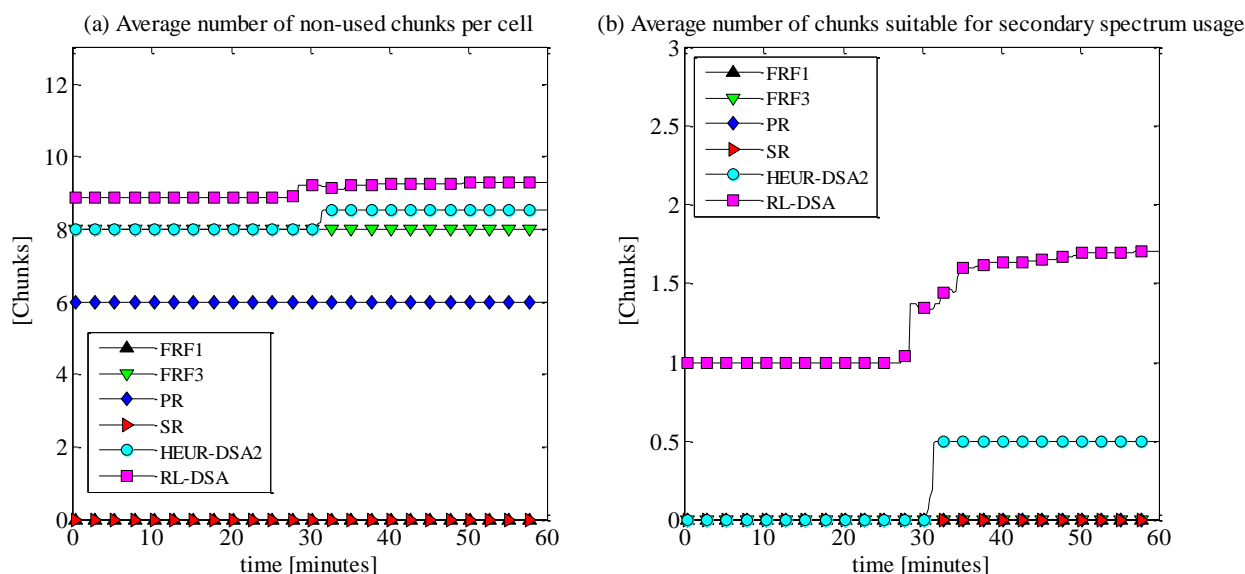 (a) Average number of non-used chunks per cell
12
10
8
6
4
2
0
[Chunks]
FRF1
FRF3
PR
SR
HEUR-DSA2
RL-DSA
0
10
20
30
40
50
60
time [minutes]
(b) Average number of chunks suitable for secondary spectrum usage
3
2.5
2
1.5
1
0.5
0
[Chunks]
FRF1
FRF3
PR
SR
HEUR-DSA2
RL-DSA
0
10
20
30
40
50
60
time [minutes]